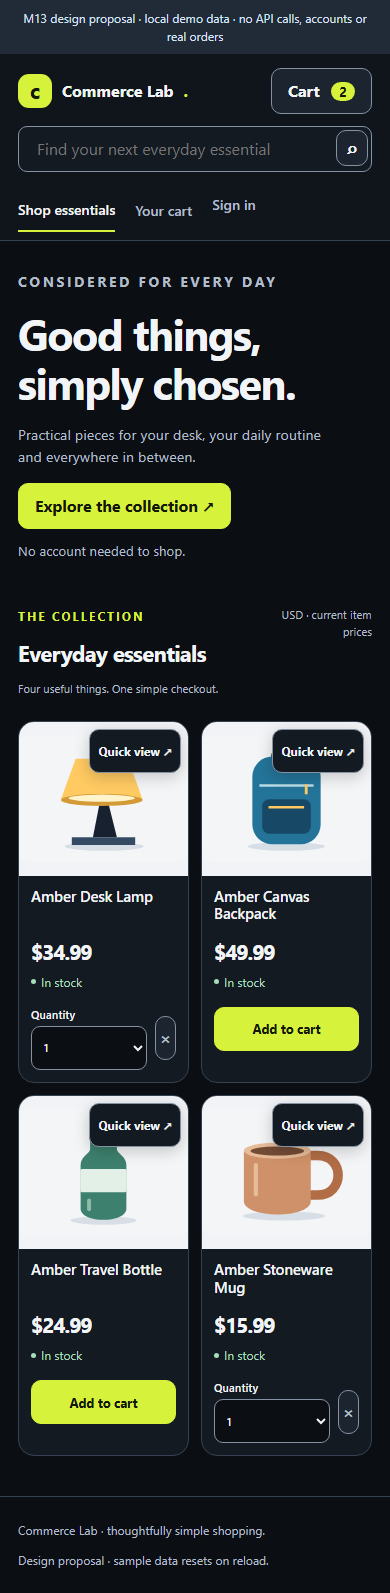 M13 design proposal · local demo data · no API calls, accounts or
real orders
c Commerce Lab .
Cart 2
Find your next everyday essential
Shop essentials Your cart Sign in
CONSIDERED FOR EVERY DAY
Good things,
simply chosen.
Practical pieces for your desk, your daily routine
and everywhere in between.
Explore the collection ↗
No account needed to shop.
THE COLLECTION
Everyday essentials
Four useful things. One simple checkout.
USD · current item
prices
Quick view ↗
Amber Desk Lamp
$34.99
In stock
Quantity
1
×
Quick view ↗
Amber Canvas
Backpack
$49.99
In stock
Add to cart
Quick view ↗
Amber Travel Bottle
$24.99
In stock
Add to cart
Quick view ↗
Amber Stoneware
Mug
$15.99
In stock
Quantity
1
×
Commerce Lab · thoughtfully simple shopping.
Design proposal · sample data resets on reload.